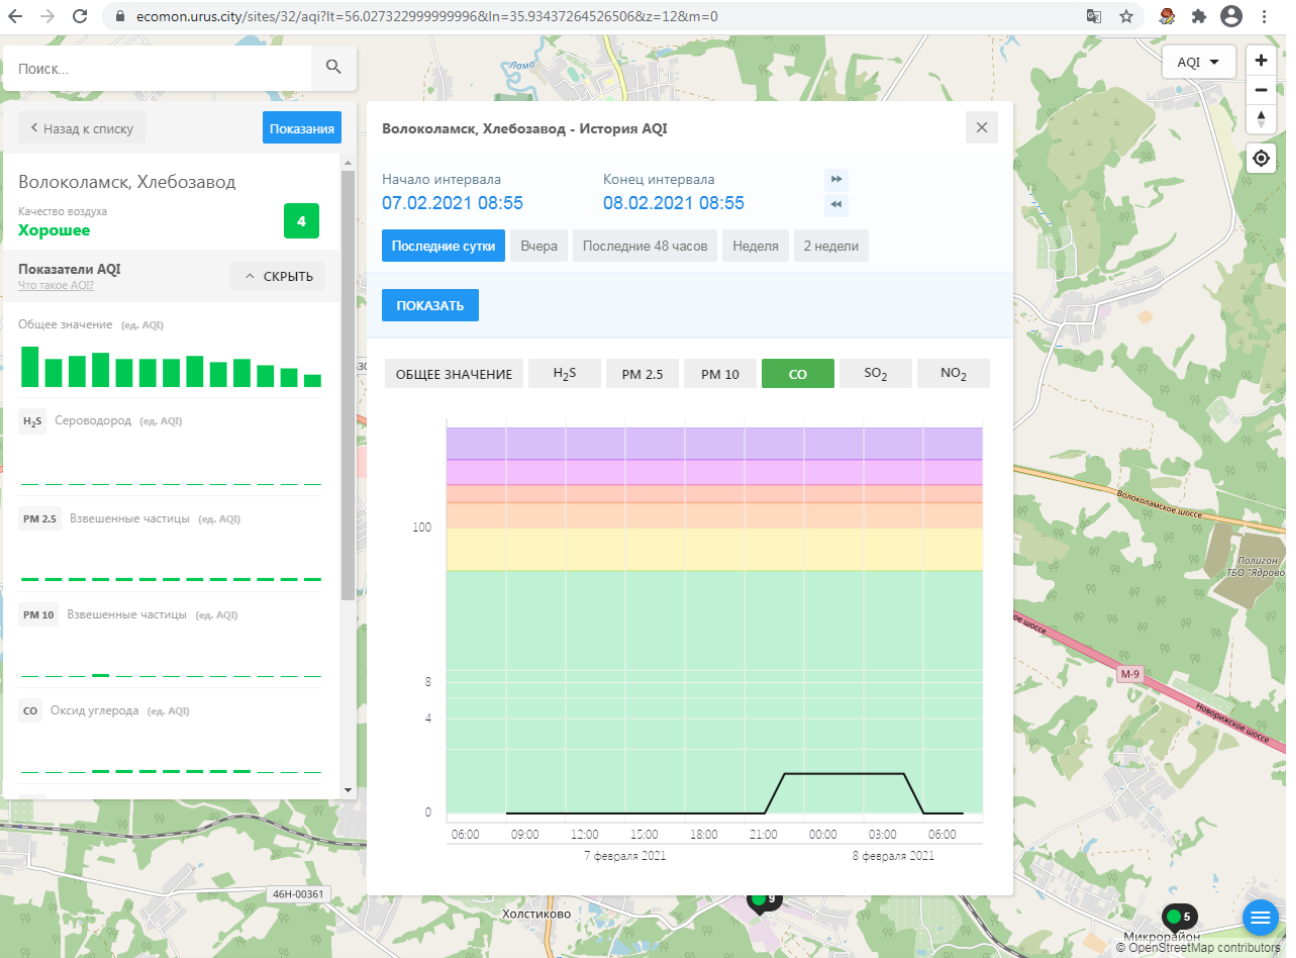 ecomon.urus.city/sites/32/aqi?lt=56.027322999999996&ln=35.93437264526506&z=12&m=0
Поиск...
AQI
Лама
Назад к списку
Показания
Волоколамск, Хлебозавод
Качество воздуха
Хорошее
4
Показатели AQI
Что такое AQI?
СКРЫТЬ
Общее значение (ед. AQI)
H₂S Сероводород (ед. AQI)
PM 2.5 Взвешенные частицы (ед. AQI)
PM 10 Взвешенные частицы (ед. AQI)
CO Оксид углерода (ед. AQI)
Волоколамск, Хлебозавод - История AQI
Начало интервала
Конец интервала
07.02.2021 08:55
08.02.2021 08:55
Последние сутки
Вчера
Последние 48 часов
Неделя
2 недели
ПОКАЗАТЬ
ОБЩЕЕ ЗНАЧЕНИЕ
H₂S
PM 2.5
PM 10
CO
SO₂
NO₂
100
8
4
0
06:00
09:00
12:00
15:00
18:00
21:00
00:00
03:00
06:00
7 февраля 2021
8 февраля 2021
Волоколамское шоссе
Полигон
ТБО "Ядрово
М-9
Новорижское шоссе
46Н-00361
Холстиково
9
5
Микрорайон
© OpenStreetMap contributors